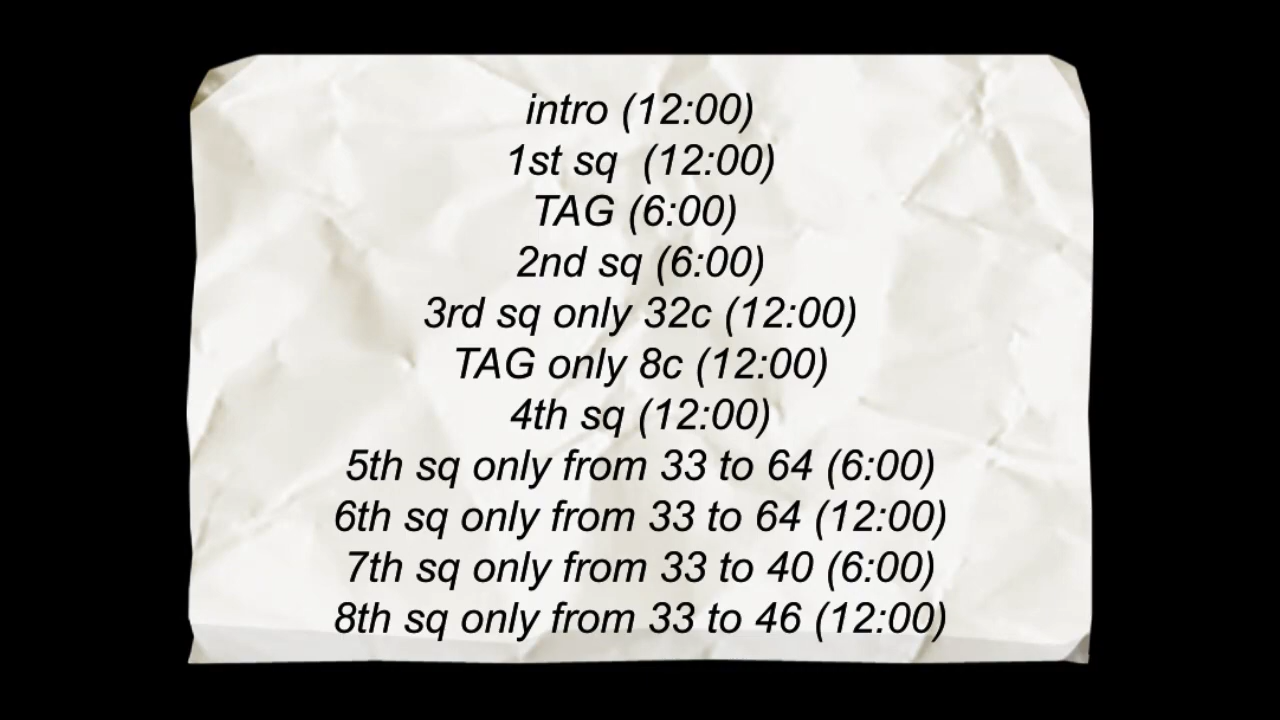 intro (12:00)
1st sq  (12:00)
TAG (6:00)
2nd sq (6:00)
3rd sq only 32c (12:00)
TAG only 8c (12:00)
4th sq (12:00)
5th sq only from 33 to 64 (6:00)
6th sq only from 33 to 64 (12:00)
7th sq only from 33 to 40 (6:00)
8th sq only from 33 to 46 (12:00)